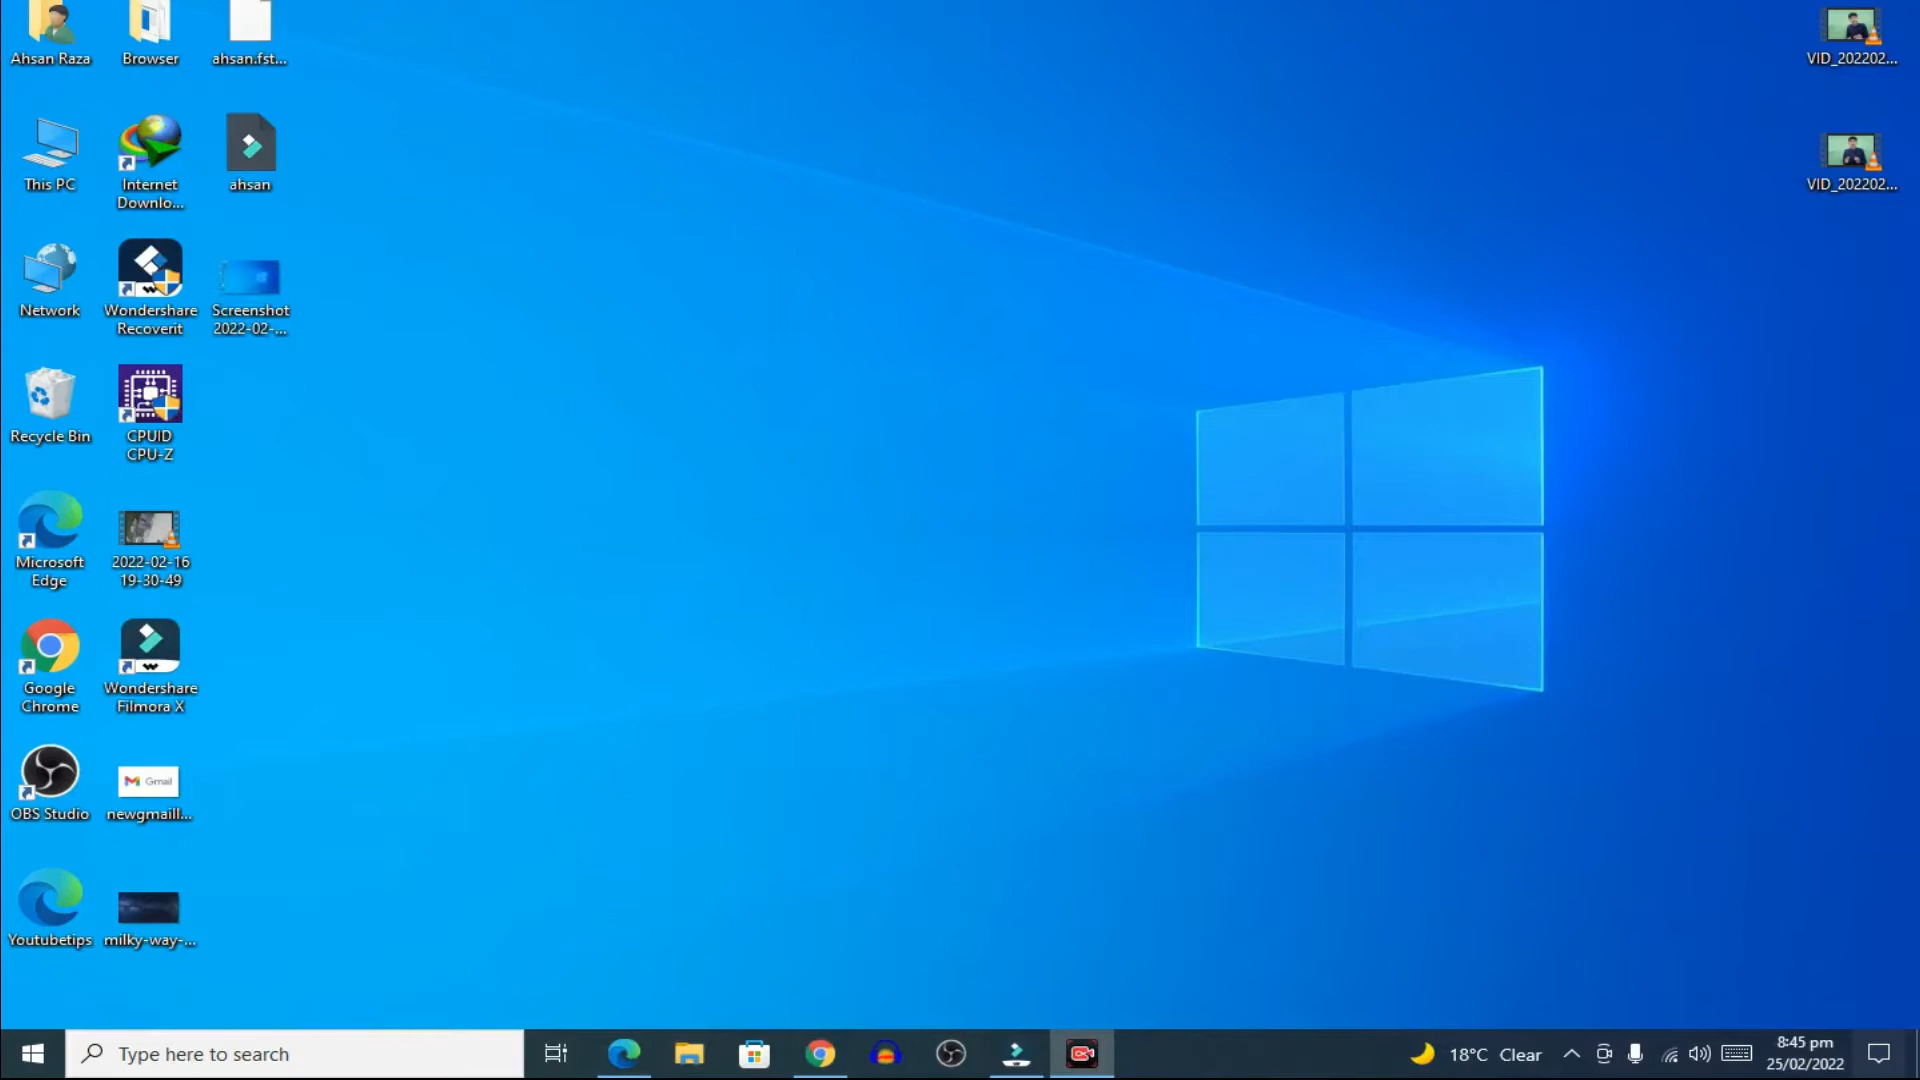 Ahsan Raza
Browser
ahsan.fst...
VID_202202...
This PC
Internet
Downlo...
ahsan
VID_202202...
Network
Wondershare
Recoverit
Screenshot
2022-02-...
Recycle Bin
CPUID
CPU-Z
Microsoft
Edge
2022-02-16
19-30-49
Google
Chrome
Wondershare
Filmora X
OBS Studio
Gmail
newgmaill...
Youtubetips
milky-way-...
Type here to search
18°C Clear
8:45 pm
25/02/2022